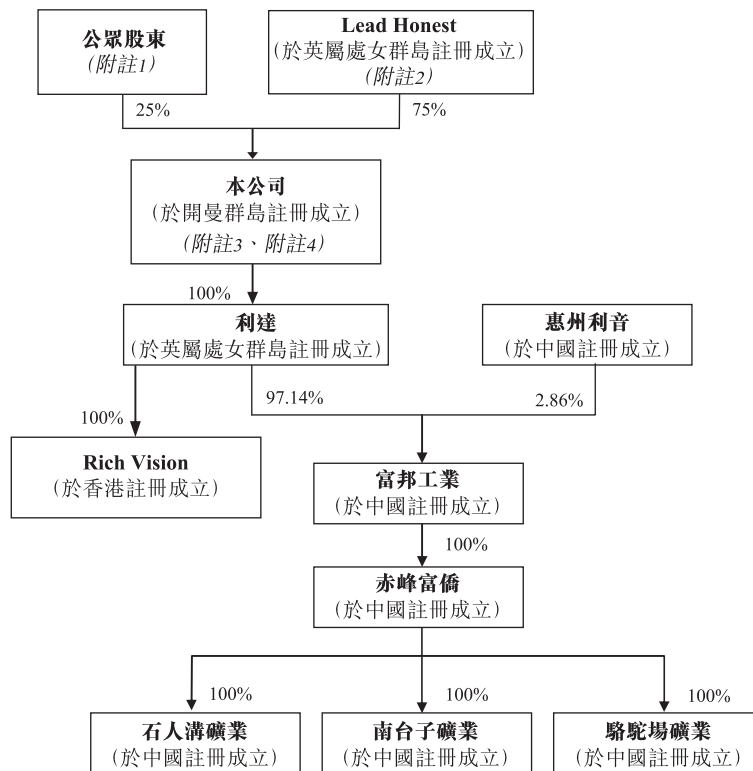 公眾股東
(附註1)
Lead Honest
(於英屬處女群島註冊成立)
(附註2)
25%
75%
本公司
(於開曼群島註冊成立)
(附註3、附註4)
100%
利達
(於英屬處女群島註冊成立)
惠州利音
(於中國註冊成立)
100%
97.14%
2.86%
Rich Vision
(於香港註冊成立)
富邦工業
(於中國註冊成立)
100%
赤峰富僑
(於中國註冊成立)
100%
100%
100%
石人溝礦業
(於中國註冊成立)
南台子礦業
(於中國註冊成立)
駱駝場礦業
(於中國註冊成立)